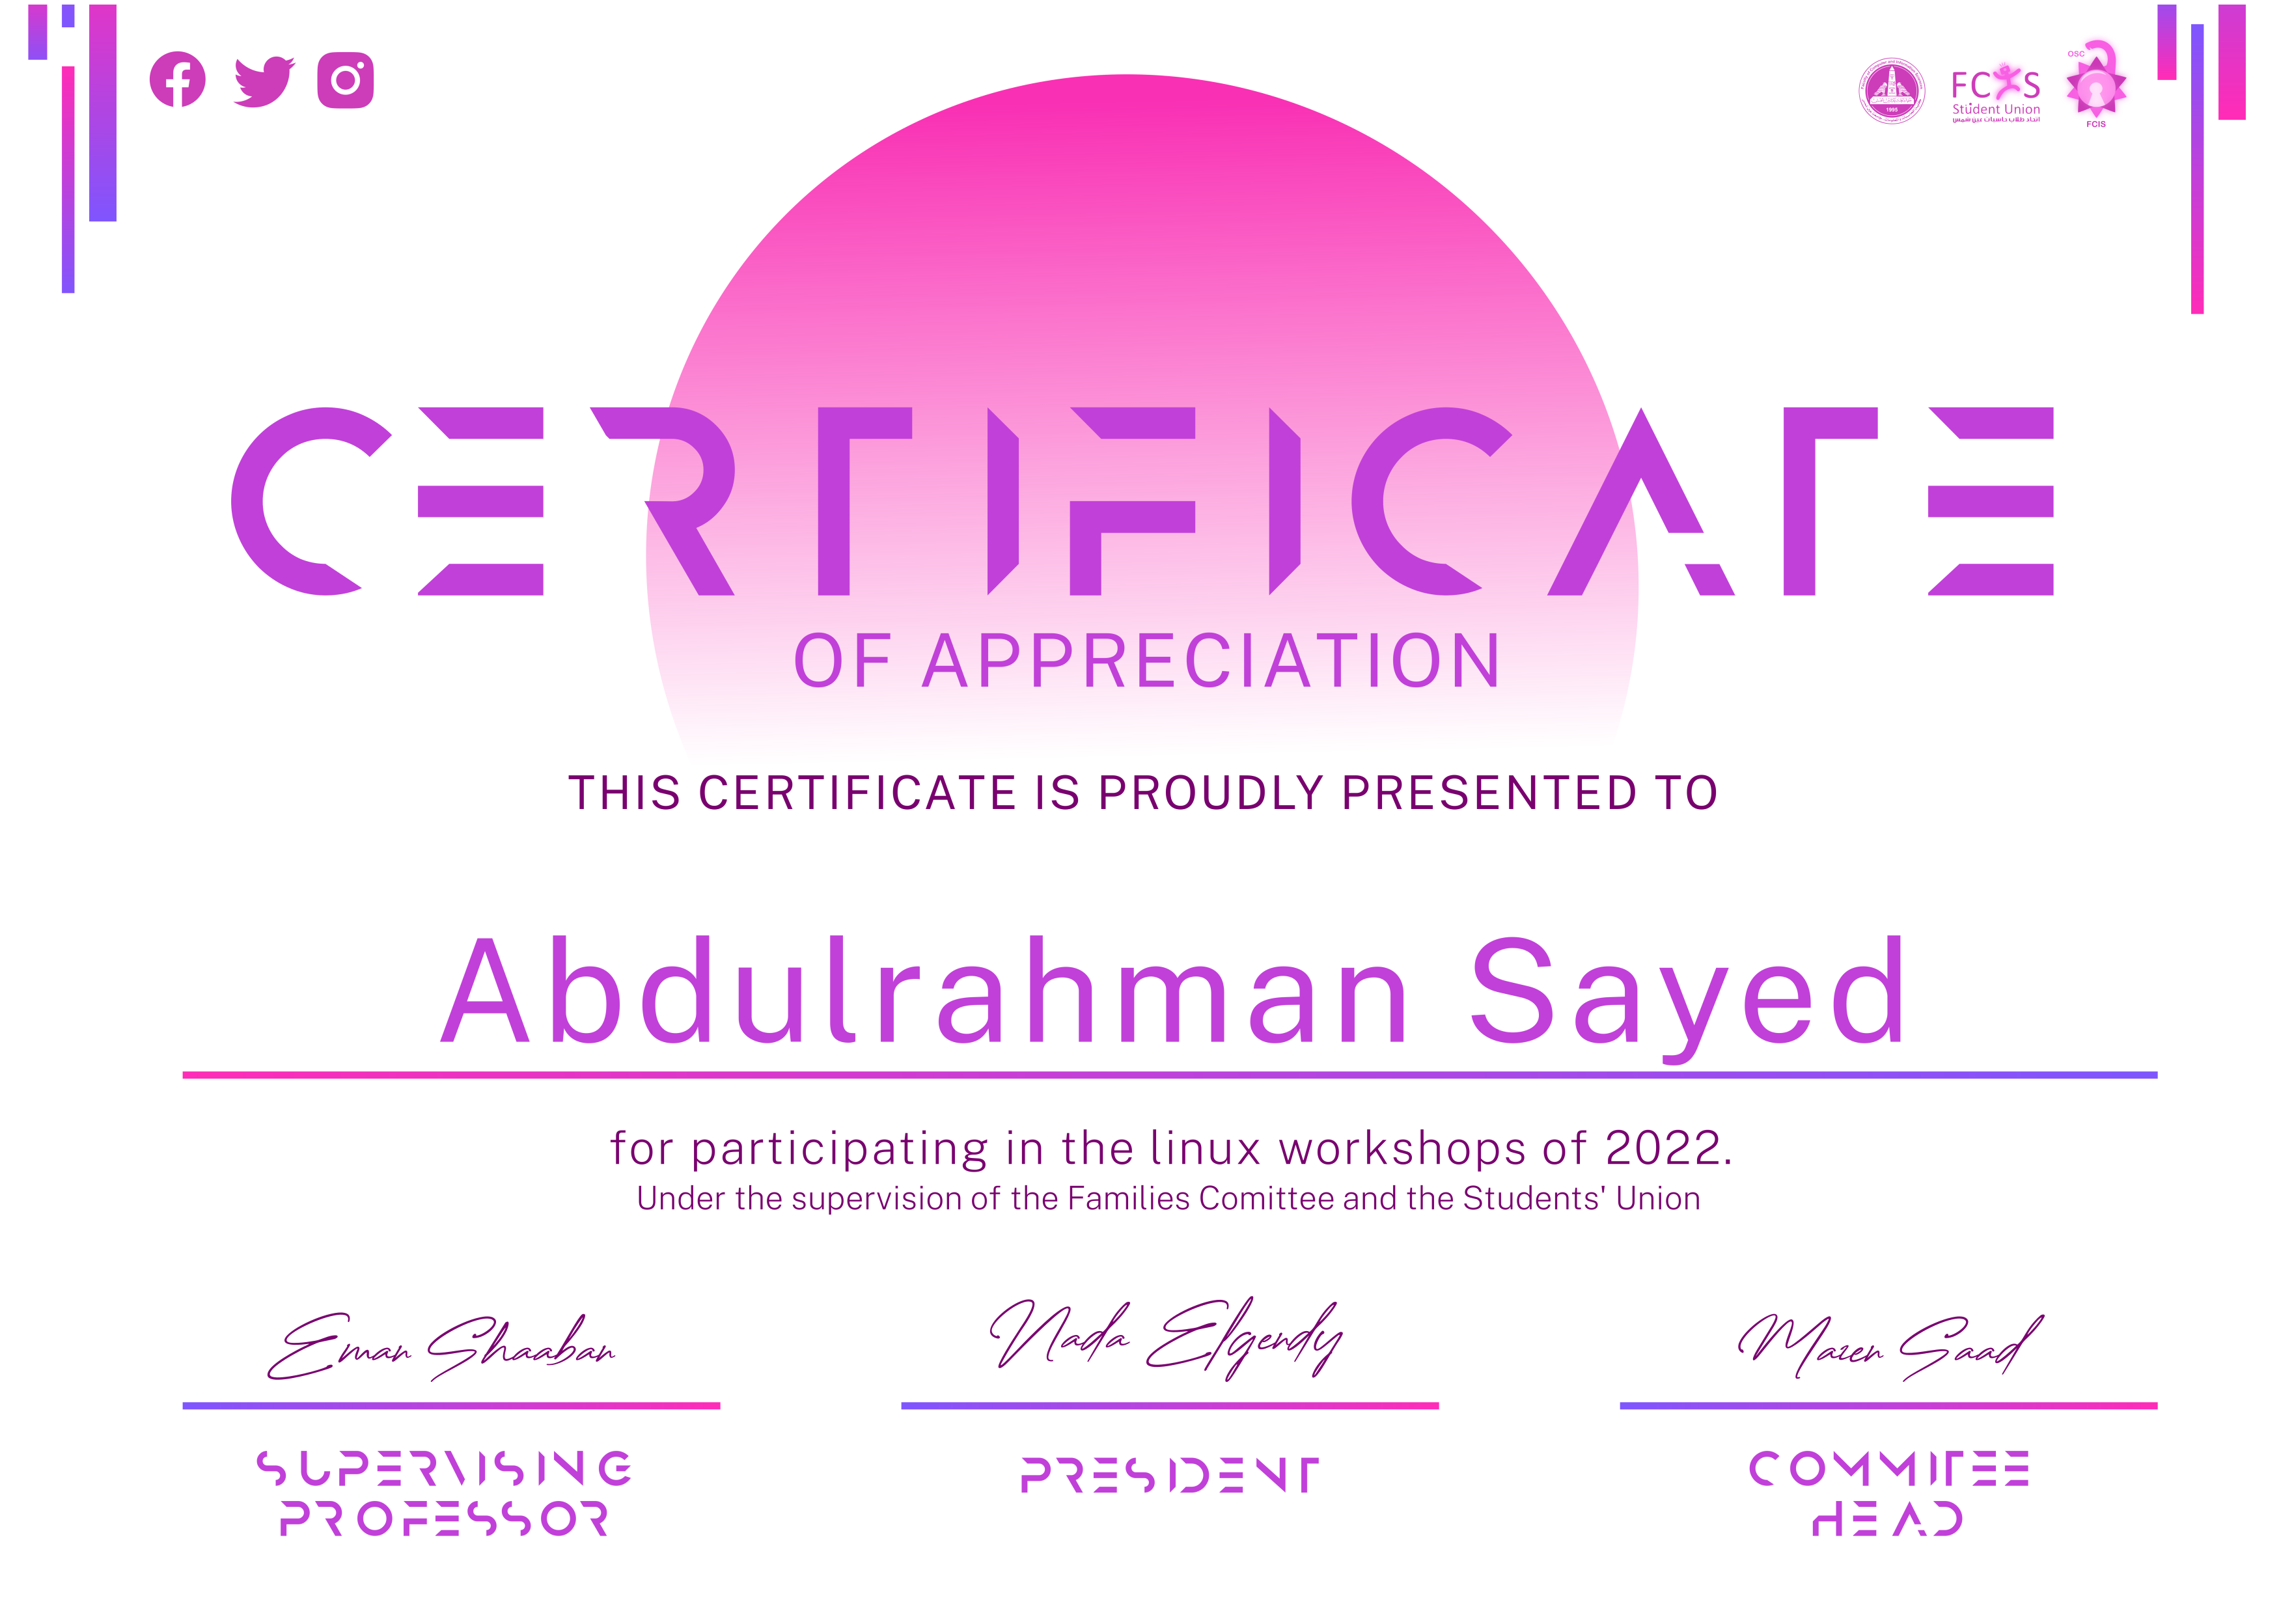 OSC
FCIS
Student Union
اتحاد طلاب حاسبات عين شمس
1995
FCIS
CERTIFICATE
OF APPRECIATION
THIS CERTIFICATE IS PROUDLY PRESENTED TO
Abdulrahman Sayed
for participating in the linux workshops of 2022.
Under the supervision of the Families Comittee and the Students' Union
Eman Shaaban
Nada Elgendy
Mazen Saad
SUPERVISING
PROFESSOR
PRESIDENT
COMMITEE
HEAD